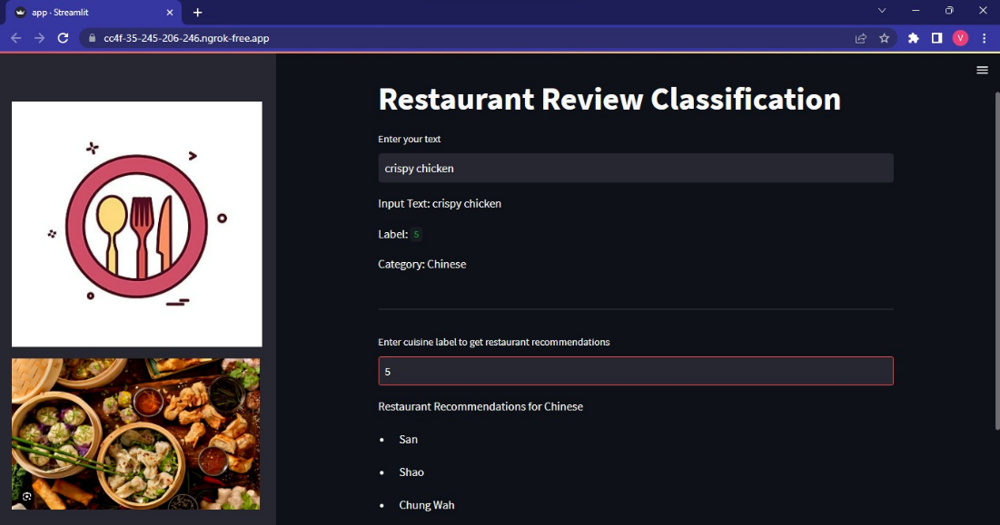 app · Streamlit
cc4f-35-245-206-246.ngrok-free.app
V
Restaurant Review Classification
Enter your text
crispy chicken
Input Text: crispy chicken
Label: 5
Category: Chinese
Enter cuisine label to get restaurant recommendations
5
Restaurant Recommendations for Chinese
• San
• Shao
• Chung Wah